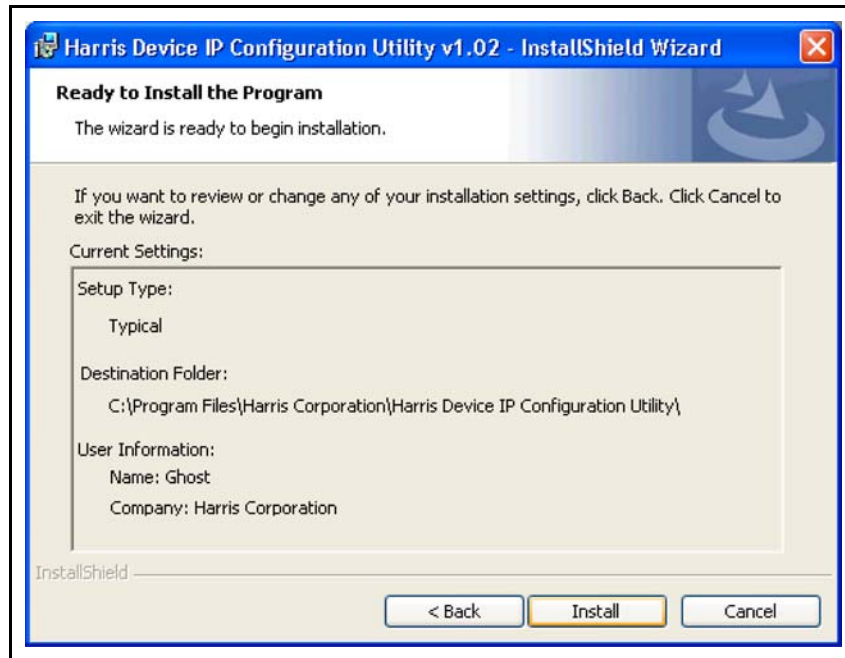 Harris Device IP Configuration Utility v1.02 - InstallShield Wizard
Ready to Install the Program
The wizard is ready to begin installation.
If you want to review or change any of your installation settings, click Back. Click Cancel to
exit the wizard.
Current Settings:
Setup Type:
Typical
Destination Folder:
C:\Program Files\Harris Corporation\Harris Device IP Configuration Utility\
User Information:
Name: Ghost
Company: Harris Corporation
InstallShield
< Back Install Cancel